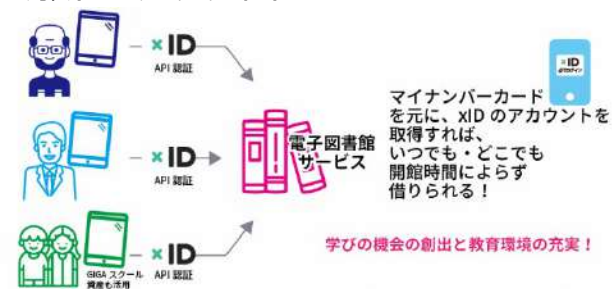 ×ID
API 認証
×ID
API 認証
×ID
API 認証
GIGA スクール
資産も活用
電子図書館
サービス
×ID
マイナンバーカード
を元に、xID のアカウントを
取得すれば、
いつでも・どこでも
開館時間によらず
借りられる!
学びの機会の創出と教育環境の充実!